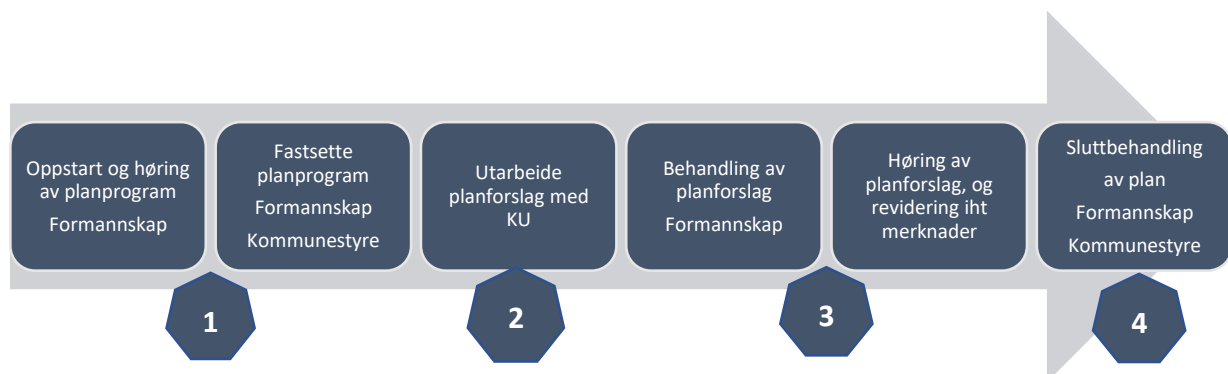 Oppstart og høring
av planprogram
Formannskap
Fastsette
planprogram
Formannskap
Kommunestyre
Utarbeide
planforslag med
KU
Behandling av
planforslag
Formannskap
Høring av
planforslag, og
revidering iht
merknader
Sluttbehandling
av plan
Formannskap
Kommunestyre
1
2
3
4